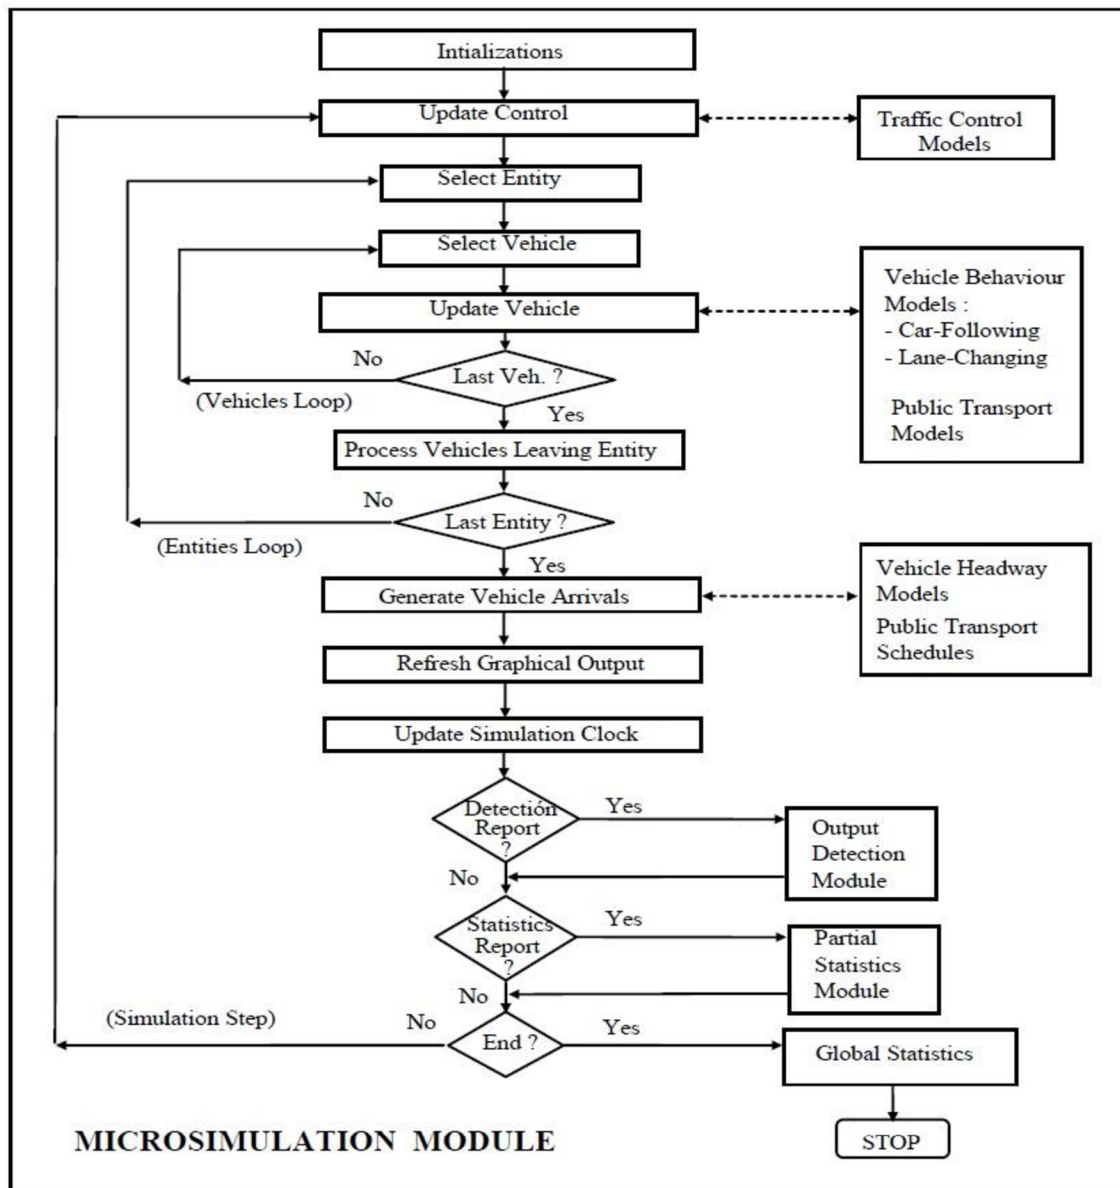 Intializations
Update Control
Traffic Control
Models
Select Entity
Select Vehicle
Update Vehicle
Vehicle Behaviour
Models :
- Car-Following
- Lane-Changing
Public Transport
Models
No
Last Veh. ?
(Vehicles Loop)
Yes
Process Vehicles Leaving Entity
No
Last Entity ?
(Entities Loop)
Yes
Generate Vehicle Arrivals
Vehicle Headway
Models
Public Transport
Schedules
Refresh Graphical Output
Update Simulation Clock
Detectión
Report
?
Yes
Output
Detection
Module
No
Statistics
Report
?
Yes
Partial
Statistics
Module
No
(Simulation Step)
No
End ?
Yes
Global Statistics
STOP
MICROSIMULATION MODULE